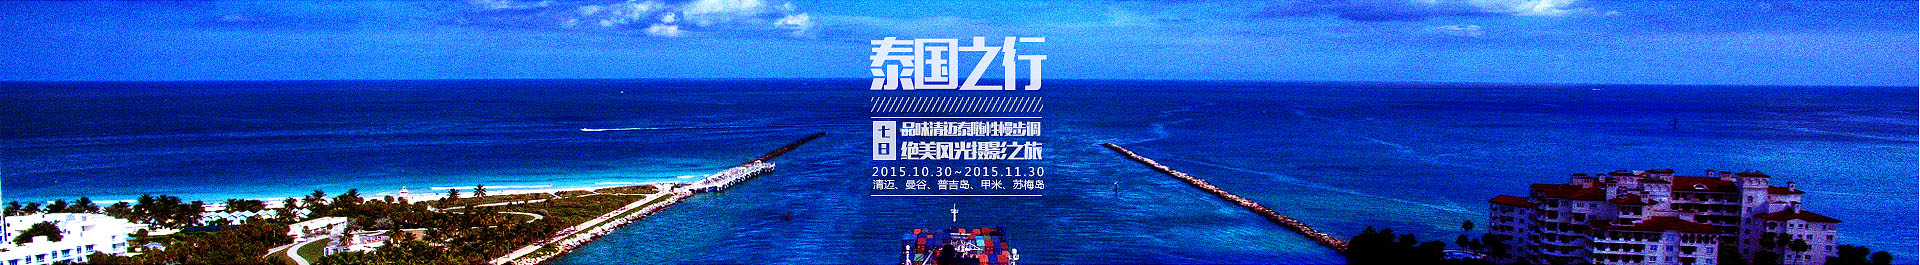 泰国之行
七日
品味清迈泰随性慢步调
绝美风光摄影之旅
2015.10.30~2015.11.30
清迈、曼谷、普吉岛、甲米、苏梅岛